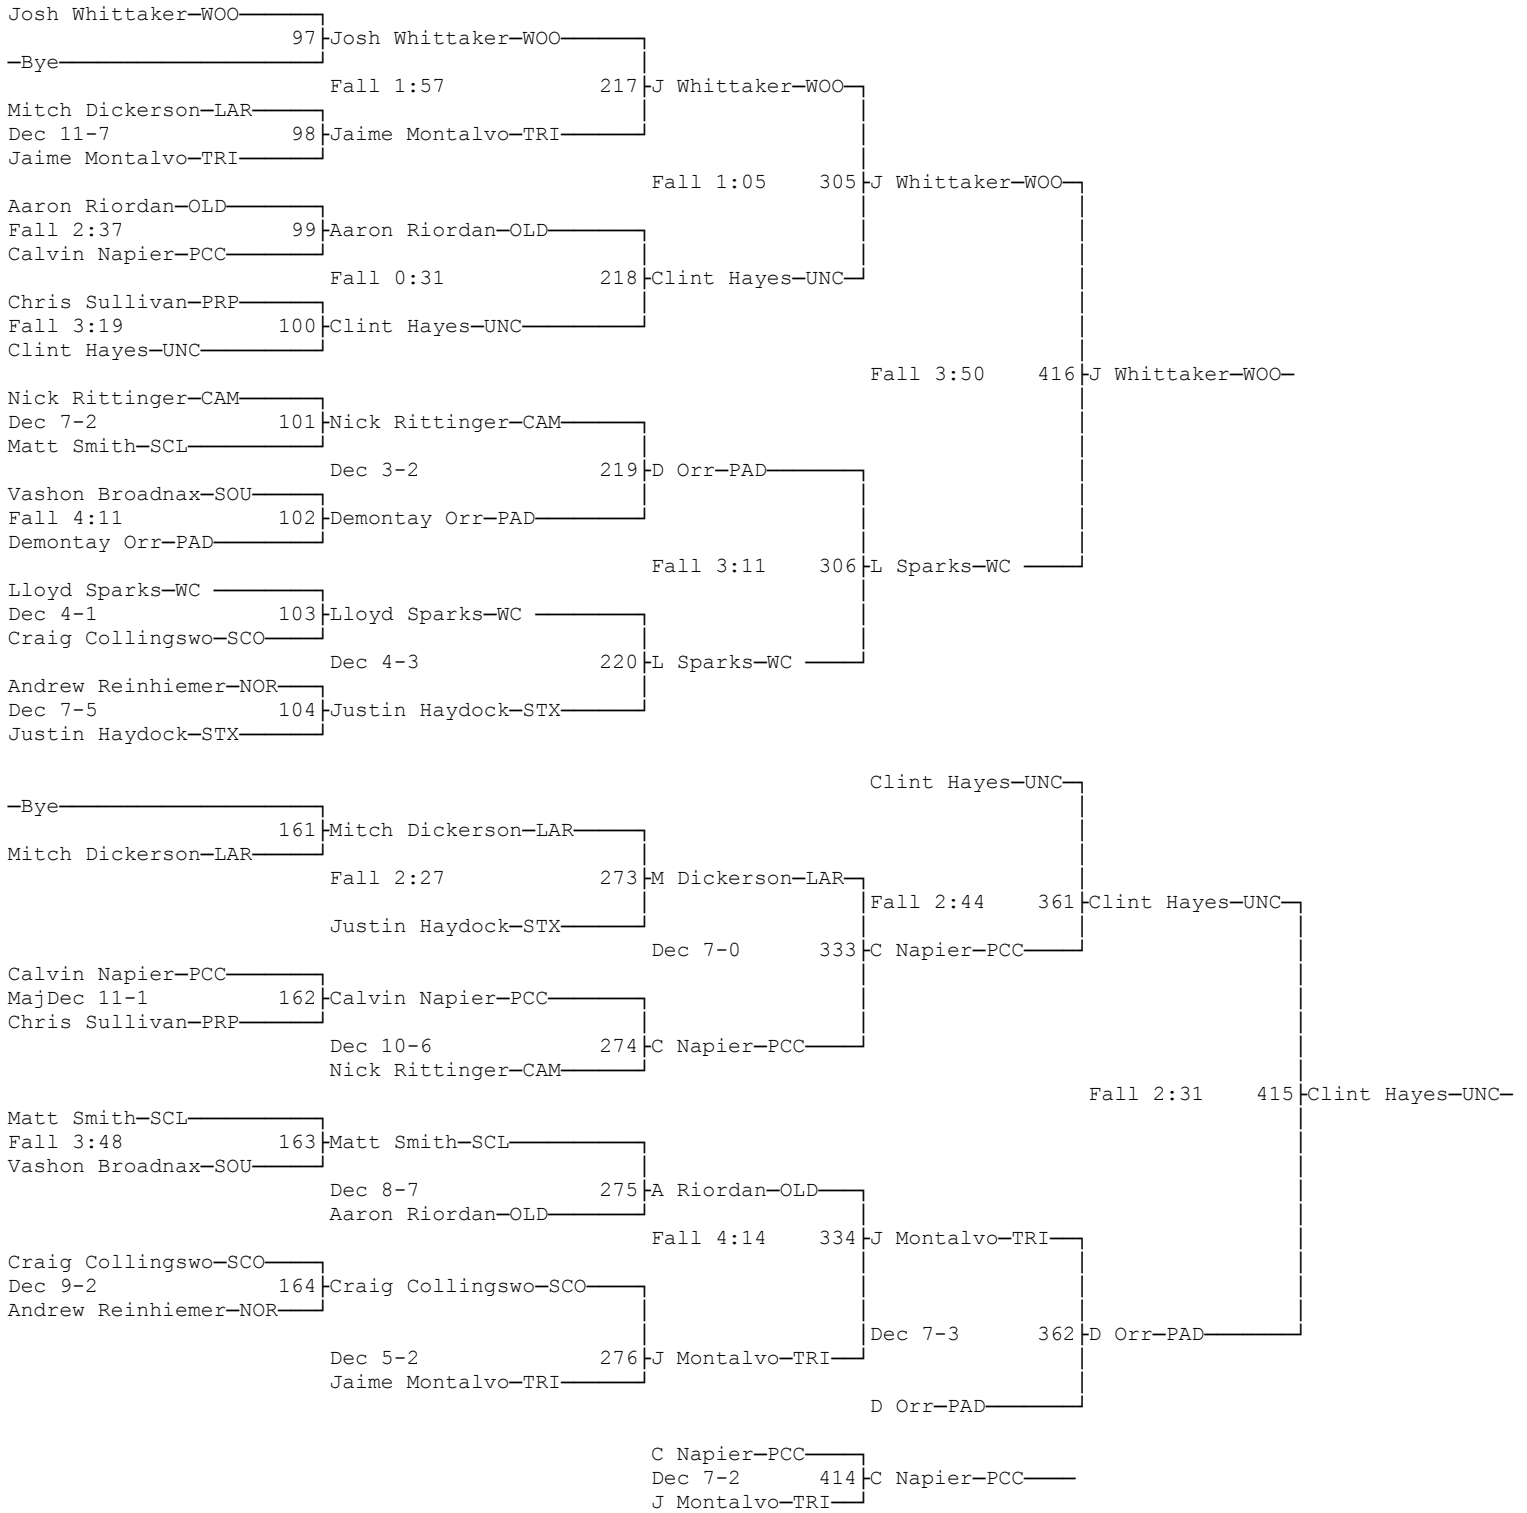 Josh Whittaker—WOO
97 Josh Whittaker—WOO
—Bye
Fall 1:57 217 J Whittaker—WOO
Mitch Dickerson—LAR
Dec 11-7 98 Jaime Montalvo—TRI
Jaime Montalvo—TRI
Fall 1:05 305 J Whittaker—WOO
Aaron Riordan—OLD
Fall 2:37 99 Aaron Riordan—OLD
Calvin Napier—PCC
Fall 0:31 218 Clint Hayes—UNC
Chris Sullivan—PRP
Fall 3:19 100 Clint Hayes—UNC
Clint Hayes—UNC
Fall 3:50 416 J Whittaker—WOO—
Nick Rittinger—CAM
Dec 7-2 101 Nick Rittinger—CAM
Matt Smith—SCL
Dec 3-2 219 D Orr—PAD
Vashon Broadnax—SOU
Fall 4:11 102 Demontay Orr—PAD
Demontay Orr—PAD
Fall 3:11 306 L Sparks—WC
Lloyd Sparks—WC
Dec 4-1 103 Lloyd Sparks—WC
Craig Collingswo—SCO
Dec 4-3 220 L Sparks—WC
Andrew Reinhiemer—NOR
Dec 7-5 104 Justin Haydock—STX
Justin Haydock—STX
Clint Hayes—UNC
—Bye
161 Mitch Dickerson—LAR
Mitch Dickerson—LAR
Fall 2:27 273 M Dickerson—LAR
Fall 2:44 361 Clint Hayes—UNC
Justin Haydock—STX
Dec 7-0 333 C Napier—PCC
Calvin Napier—PCC
MajDec 11-1 162 Calvin Napier—PCC
Chris Sullivan—PRP
Dec 10-6 274 C Napier—PCC
Nick Rittinger—CAM
Fall 2:31 415 Clint Hayes—UNC—
Matt Smith—SCL
Fall 3:48 163 Matt Smith—SCL
Vashon Broadnax—SOU
Dec 8-7 275 A Riordan—OLD
Aaron Riordan—OLD
Fall 4:14 334 J Montalvo—TRI
Craig Collingswo—SCO
Dec 9-2 164 Craig Collingswo—SCO
Andrew Reinhiemer—NOR
Dec 7-3 362 D Orr—PAD
Dec 5-2 276 J Montalvo—TRI
Jaime Montalvo—TRI
D Orr—PAD
C Napier—PCC
Dec 7-2 414 C Napier—PCC
J Montalvo—TRI